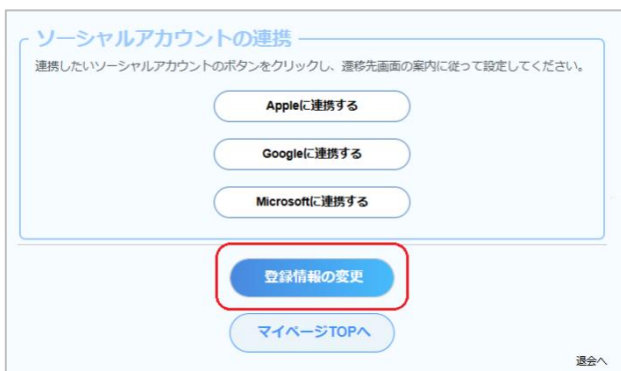 ソーシャルアカウントの連携
連携したいソーシャルアカウントのボタンをクリックし、遷移先画面の案内に従って設定してください。
Appleに連携する
Googleに連携する
Microsoftに連携する
登録情報の変更
マイページTOPへ
退会へ